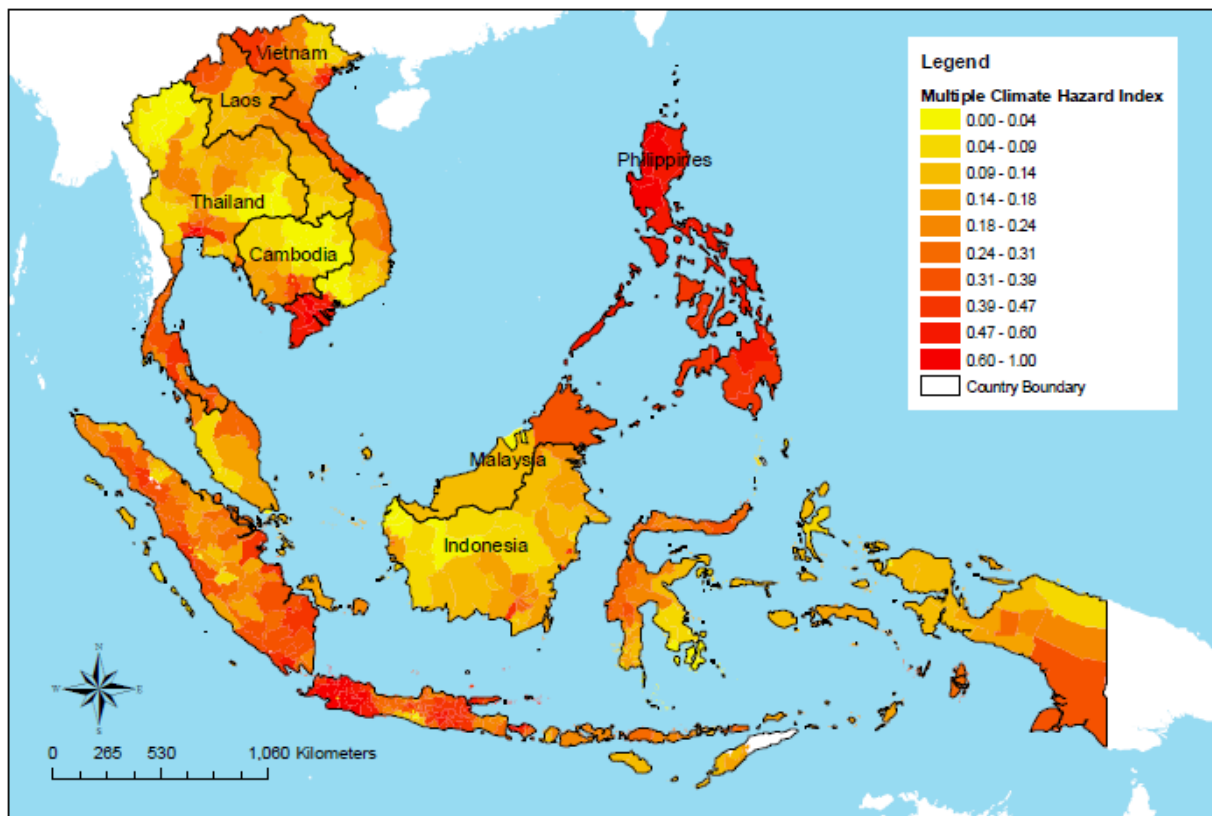 Vietnam
Laos
Thailand
Cambodia
Philippines
Malaysia
Indonesia
Legend
Multiple Climate Hazard Index
0.00 - 0.04
0.04 - 0.09
0.09 - 0.14
0.14 - 0.18
0.18 - 0.24
0.24 - 0.31
0.31 - 0.39
0.39 - 0.47
0.47 - 0.60
0.60 - 1.00
Country Boundary
N
W E
S
0 265 530 1,060 Kilometers